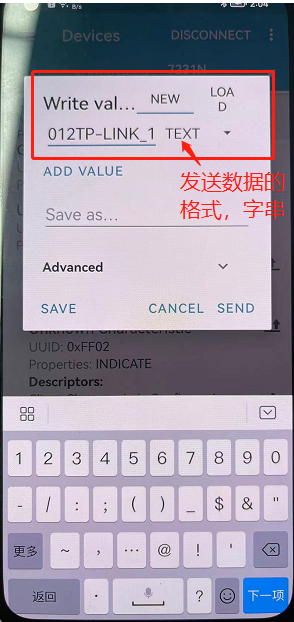 B/s
2:04
Devices
DISCONNECT
7231N
Write val...
NEW
LOA
D
012TP-LINK_1
TEXT
ADD VALUE
发送数据的
格式，字串
Save as...
Advanced
SAVE
CANCEL
SEND
Unknown Characteristic
UUID: 0xFF02
Properties: INDICATE
Descriptors:
1 2 3 4 5 6 7 8 9 0
- / : ; ( ) _ $ & "
更多 ~ ， … @ ! '
返回 · ? 下一项